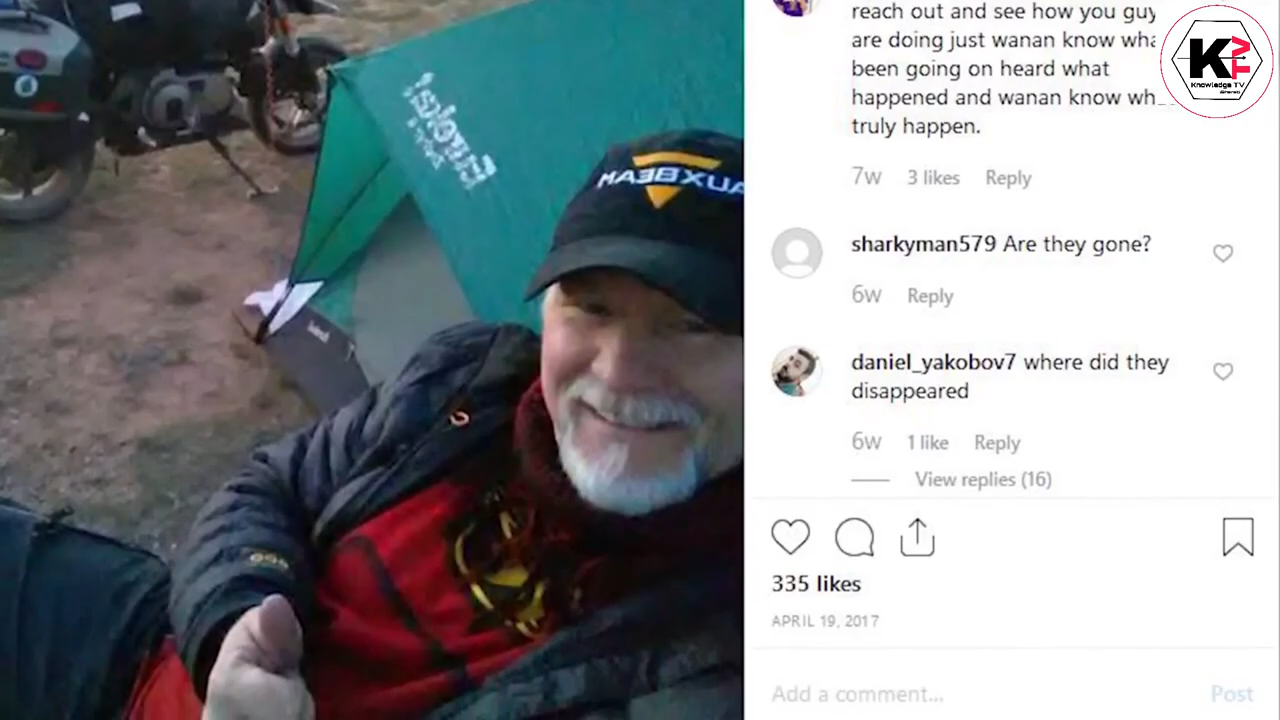 reach out and see how you guy
are doing just wanan know wha
been going on heard what
happened and wanan know wh
truly happen.
7w 3 likes Reply
KTV
Knowledge TV
AUXBEAM
sharkyman579 Are they gone?
6w Reply
daniel_yakobov7 where did they
disappeared
6w 1 like Reply
View replies (16)
335 likes
APRIL 19, 2017
Add a comment... Post